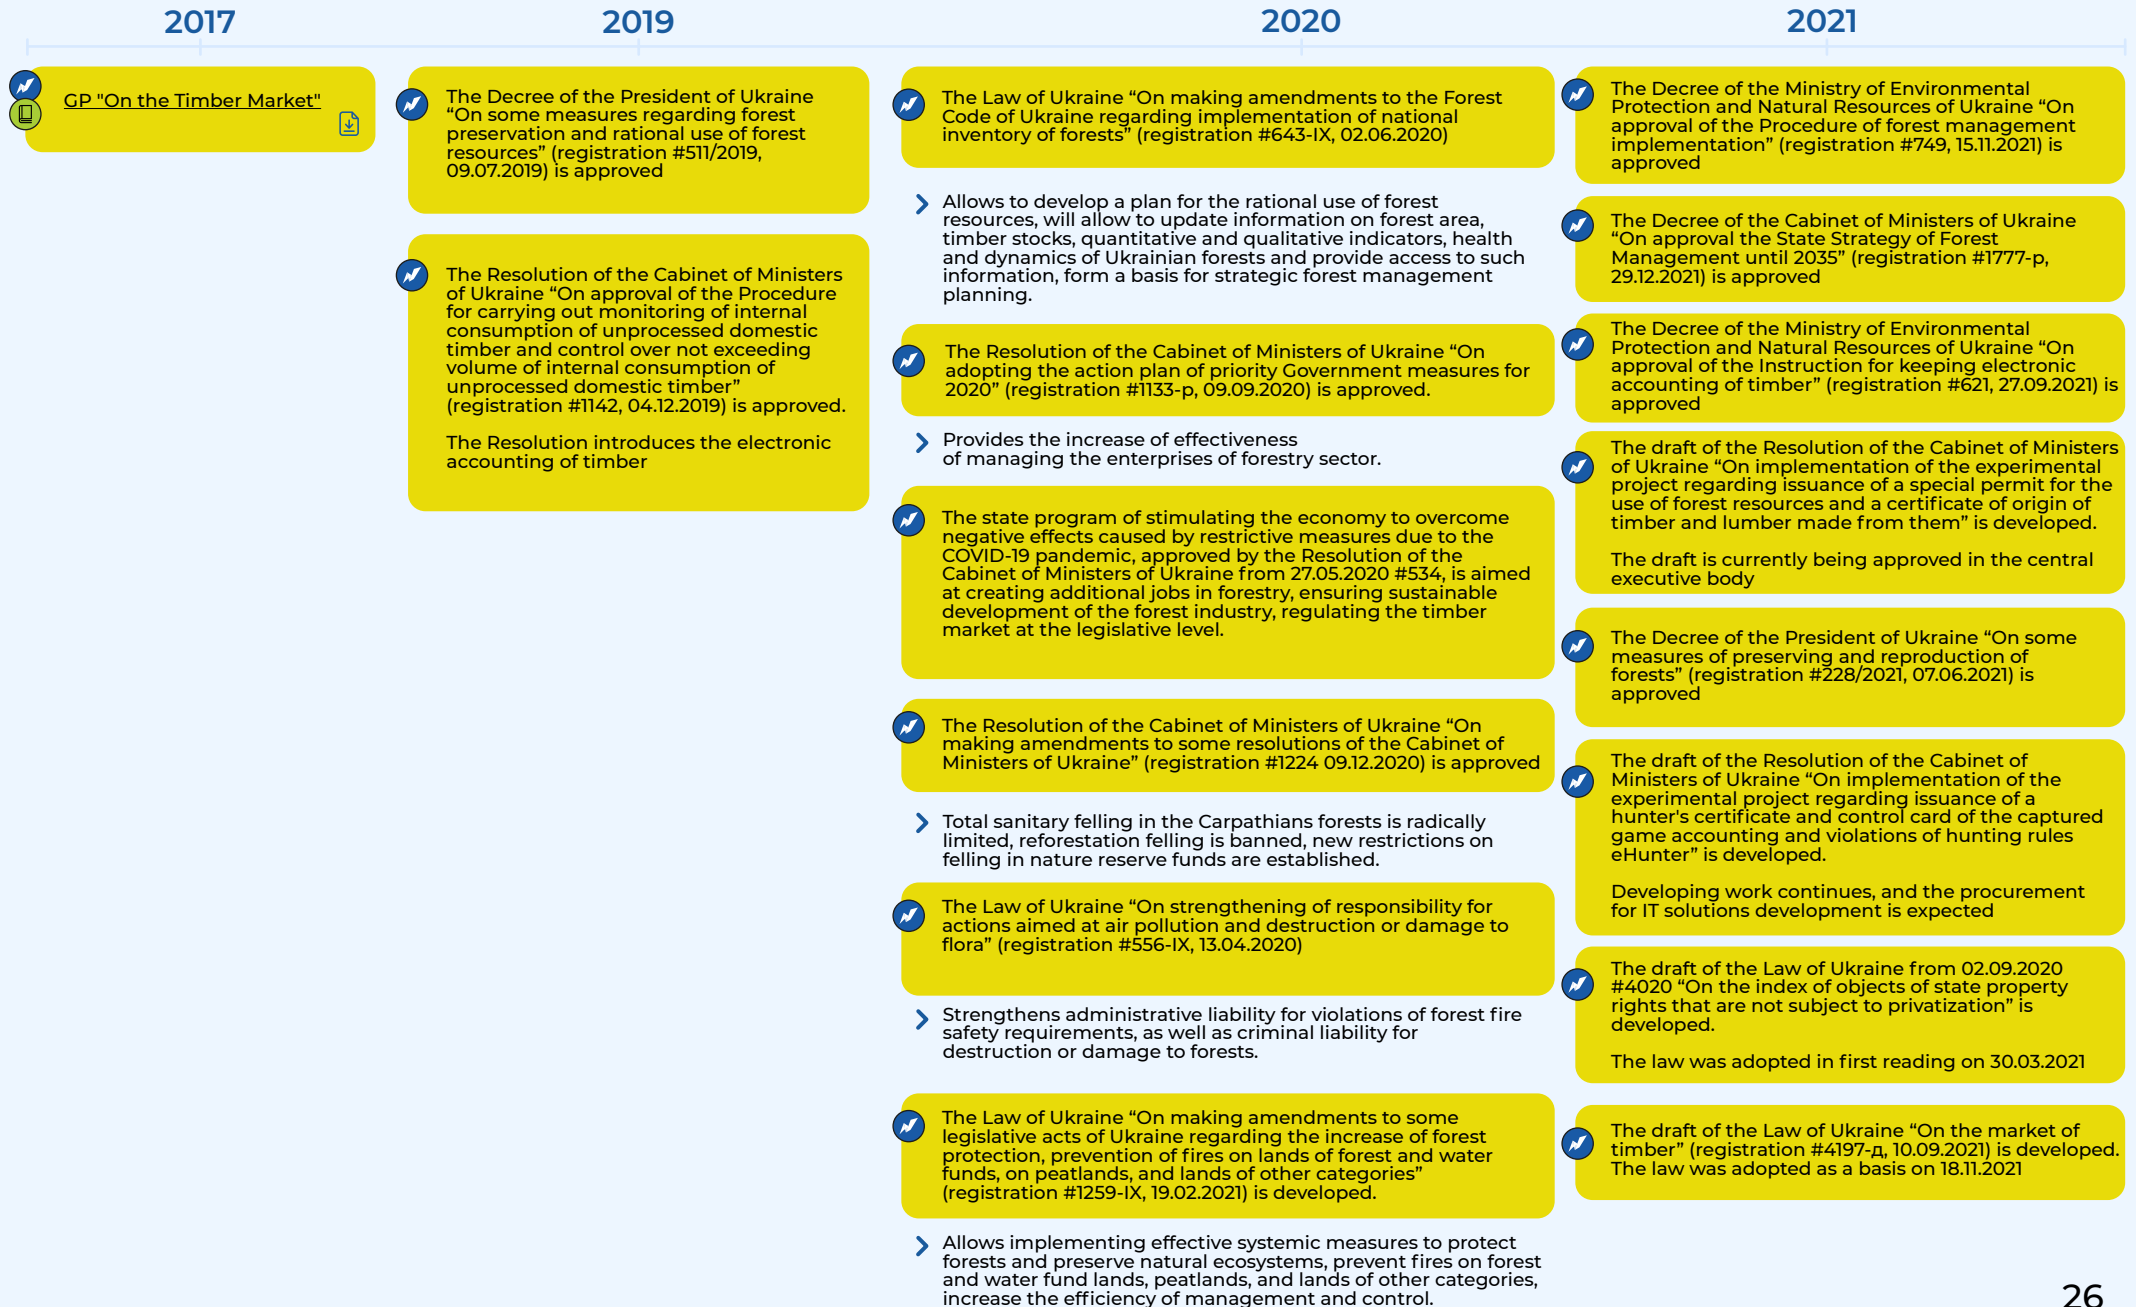 2017
2019
2020
2021
GP "On the Timber Market"
The Decree of the President of Ukraine
“On some measures regarding forest
preservation and rational use of forest
resources” (registration #511/2019,
09.07.2019) is approved
The Resolution of the Cabinet of Ministers
of Ukraine “On approval of the Procedure
for carrying out monitoring of internal
consumption of unprocessed domestic
timber and control over not exceeding
volume of internal consumption of
unprocessed domestic timber”
(registration #1142, 04.12.2019) is approved.
The Resolution introduces the electronic
accounting of timber
The Law of Ukraine “On making amendments to the Forest
Code of Ukraine regarding implementation of national
inventory of forests” (registration #643-IX, 02.06.2020)
Allows to develop a plan for the rational use of forest
resources, will allow to update information on forest area,
timber stocks, quantitative and qualitative indicators, health
and dynamics of Ukrainian forests and provide access to such
information, form a basis for strategic forest management
planning.
The Resolution of the Cabinet of Ministers of Ukraine “On
adopting the action plan of priority Government measures for
2020” (registration #1133-p, 09.09.2020) is approved.
Provides the increase of effectiveness
of managing the enterprises of forestry sector.
The state program of stimulating the economy to overcome
negative effects caused by restrictive measures due to the
COVID-19 pandemic, approved by the Resolution of the
Cabinet of Ministers of Ukraine from 27.05.2020 #534, is aimed
at creating additional jobs in forestry, ensuring sustainable
development of the forest industry, regulating the timber
market at the legislative level.
The Resolution of the Cabinet of Ministers of Ukraine “On
making amendments to some resolutions of the Cabinet of
Ministers of Ukraine” (registration #1224 09.12.2020) is approved
Total sanitary felling in the Carpathians forests is radically
limited, reforestation felling is banned, new restrictions on
felling in nature reserve funds are established.
The Law of Ukraine “On strengthening of responsibility for
actions aimed at air pollution and destruction or damage to
flora” (registration #556-IX, 13.04.2020)
Strengthens administrative liability for violations of forest fire
safety requirements, as well as criminal liability for
destruction or damage to forests.
The Law of Ukraine “On making amendments to some
legislative acts of Ukraine regarding the increase of forest
protection, prevention of fires on lands of forest and water
funds, on peatlands, and lands of other categories”
(registration #1259-IX, 19.02.2021) is developed.
Allows implementing effective systemic measures to protect
forests and preserve natural ecosystems, prevent fires on forest
and water fund lands, peatlands, and lands of other categories,
increase the efficiency of management and control.
The Decree of the Ministry of Environmental
Protection and Natural Resources of Ukraine “On
approval of the Procedure of forest management
implementation” (registration #749, 15.11.2021) is
approved
The Decree of the Cabinet of Ministers of Ukraine
“On approval the State Strategy of Forest
Management until 2035” (registration #1777-p,
29.12.2021) is approved
The Decree of the Ministry of Environmental
Protection and Natural Resources of Ukraine “On
approval of the Instruction for keeping electronic
accounting of timber” (registration #621, 27.09.2021) is
approved
The draft of the Resolution of the Cabinet of Ministers
of Ukraine “On implementation of the experimental
project regarding issuance of a special permit for the
use of forest resources and a certificate of origin of
timber and lumber made from them” is developed.
The draft is currently being approved in the central
executive body
The Decree of the President of Ukraine “On some
measures of preserving and reproduction of
forests” (registration #228/2021, 07.06.2021) is
approved
The draft of the Resolution of the Cabinet of
Ministers of Ukraine “On implementation of the
experimental project regarding issuance of a
hunter's certificate and control card of the captured
game accounting and violations of hunting rules
eHunter” is developed.
Developing work continues, and the procurement
for IT solutions development is expected
The draft of the Law of Ukraine from 02.09.2020
#4020 “On the index of objects of state property
rights that are not subject to privatization” is
developed.
The law was adopted in first reading on 30.03.2021
The draft of the Law of Ukraine “On the market of
timber” (registration #4197-д, 10.09.2021) is developed.
The law was adopted as a basis on 18.11.2021
26